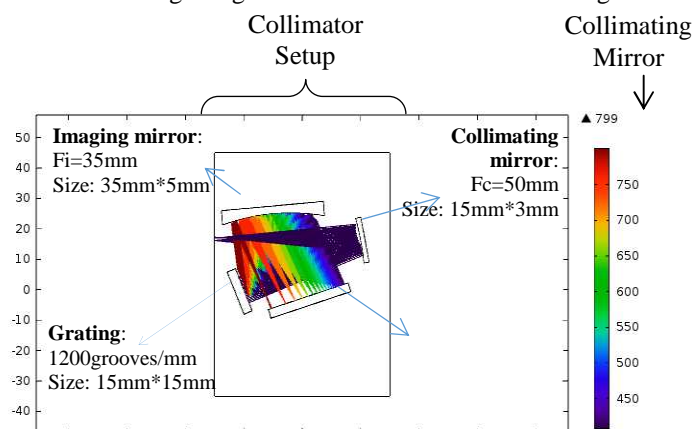 Collimator
Setup
Collimating
Mirror
▲ 799
50
40
30
20
10
0
-10
-20
-30
-40
Imaging mirror:
Fi=35mm
Size: 35mm*5mm
Collimating
mirror:
Fc=50mm
Size: 15mm*3mm
Grating:
1200grooves/mm
Size: 15mm*15mm
750
700
650
600
550
500
450